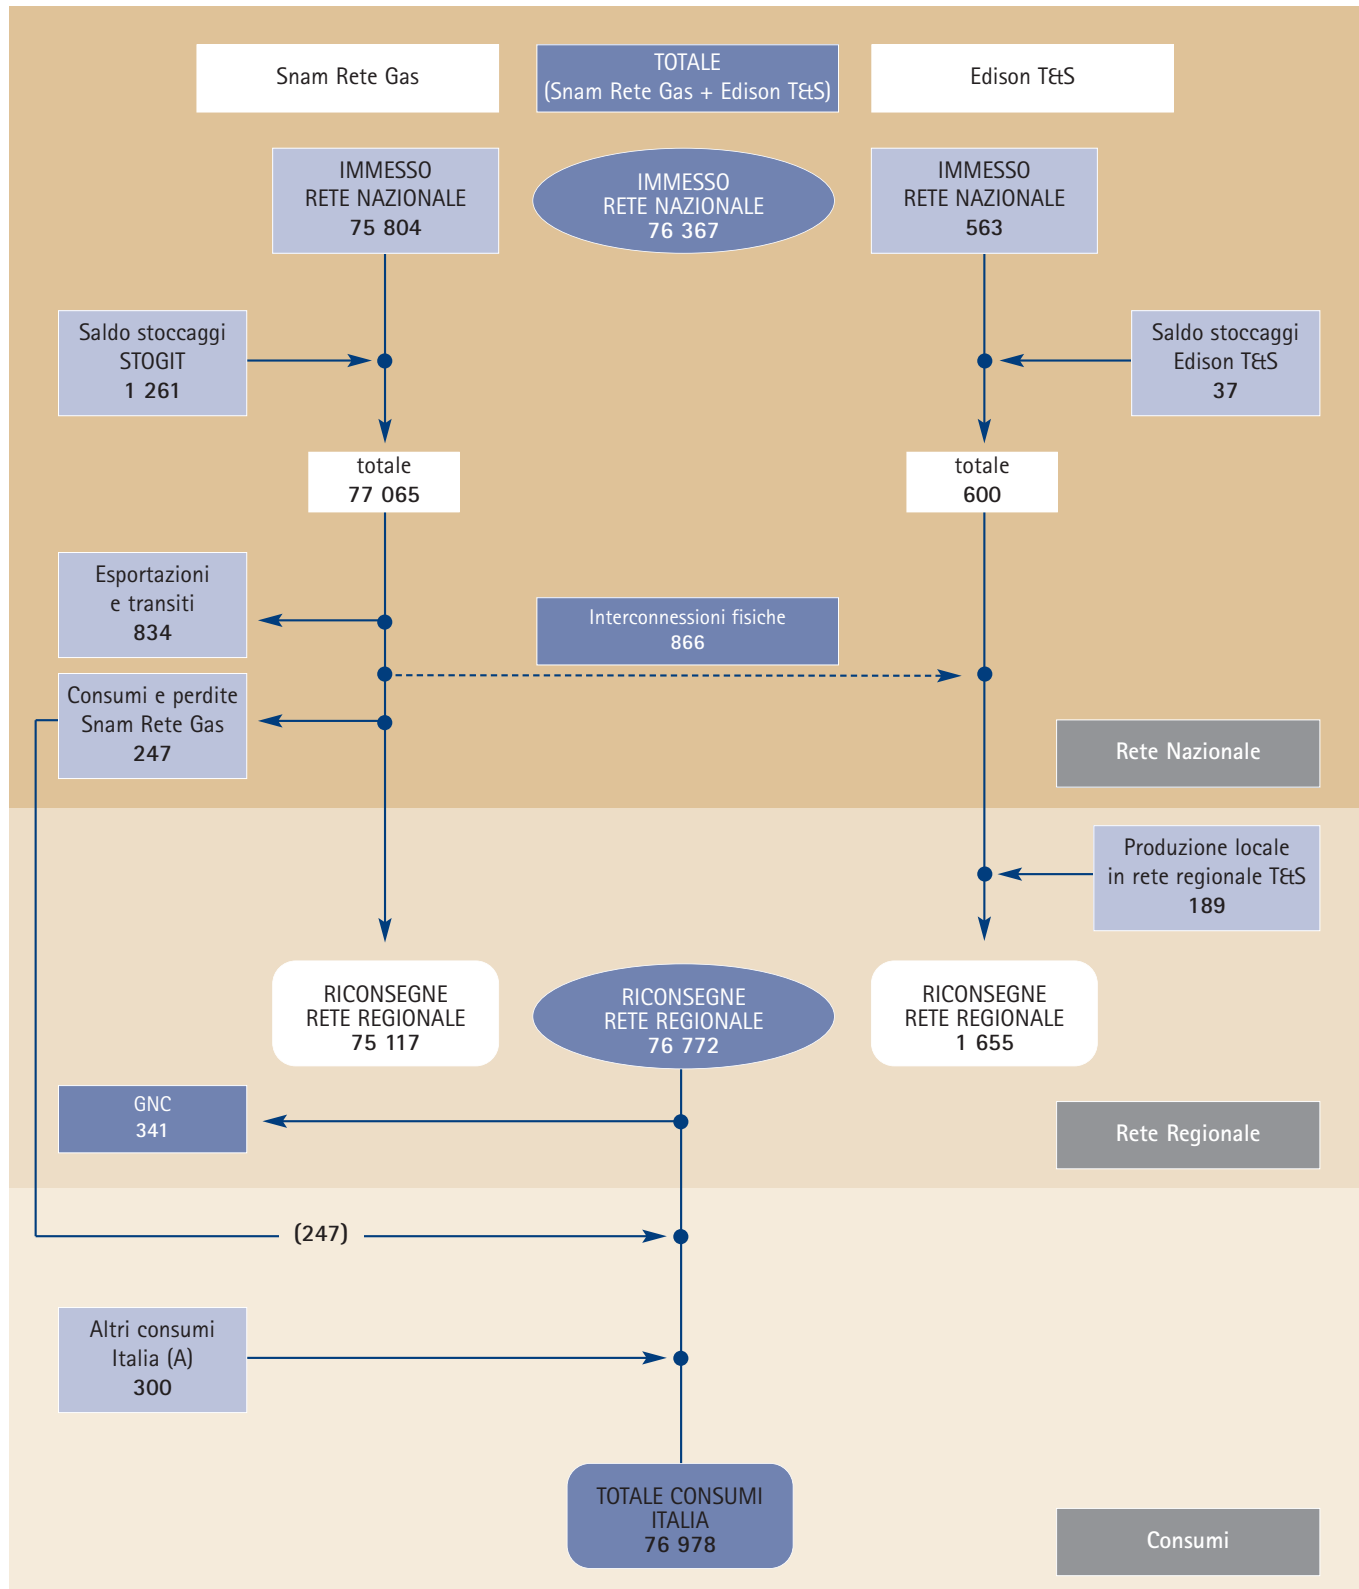 Snam Rete Gas
TOTALE
(Snam Rete Gas + Edison T&S)
Edison T&S
IMMESSO
RETE NAZIONALE
75 804
IMMESSO
RETE NAZIONALE
76 367
IMMESSO
RETE NAZIONALE
563
Saldo stoccaggi
STOGIT
1 261
Saldo stoccaggi
Edison T&S
37
totale
77 065
totale
600
Esportazioni
e transiti
834
Interconnessioni fisiche
866
Consumi e perdite
Snam Rete Gas
247
Rete Nazionale
Produzione locale
in rete regionale T&S
189
RICONSEGNE
RETE REGIONALE
75 117
RICONSEGNE
RETE REGIONALE
76 772
RICONSEGNE
RETE REGIONALE
1 655
GNC
341
Rete Regionale
(247)
Altri consumi
Italia (A)
300
TOTALE CONSUMI
ITALIA
76 978
Consumi